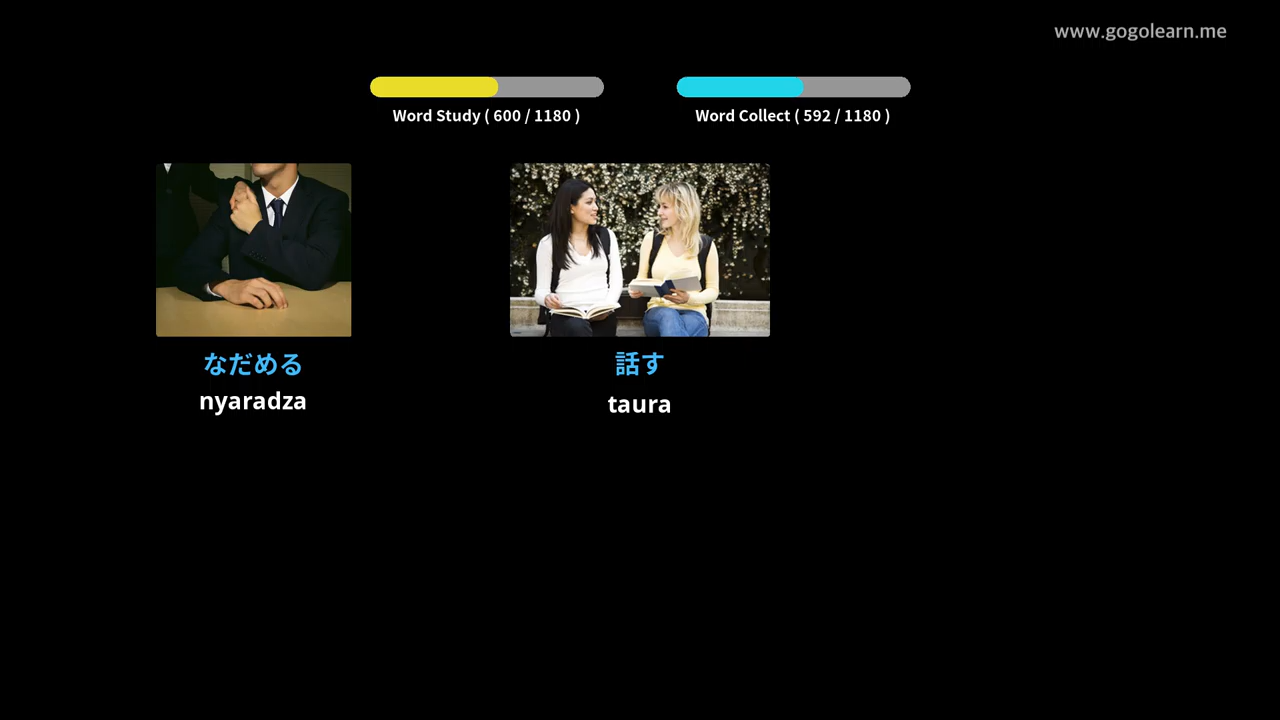 www.gogolearn.me
Word Study ( 600 / 1180 )
Word Collect ( 592 / 1180 )
なだめる
nyaradza
話す
taura